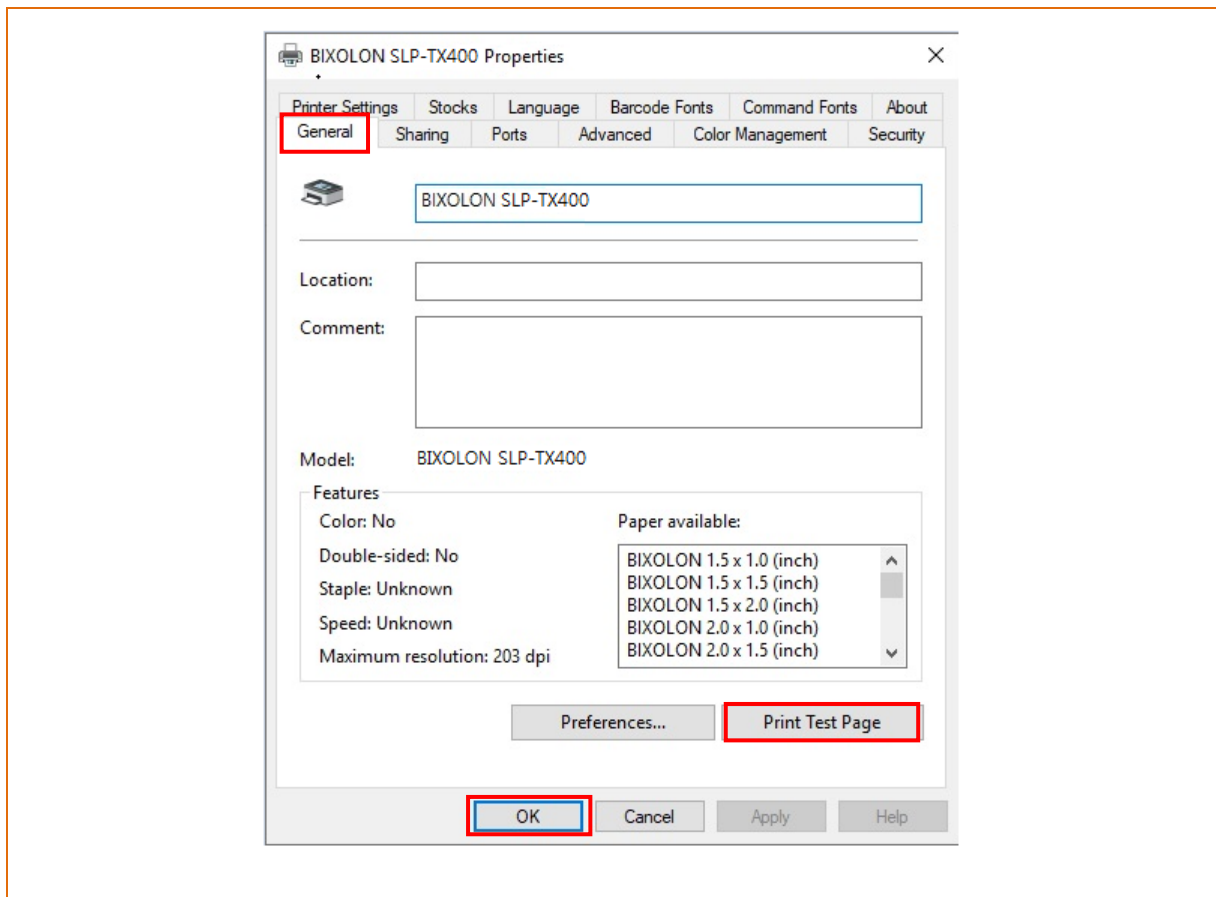 BIXOLON SLP-TX400 Properties
Printer Settings Stocks Language Barcode Fonts Command Fonts About
General Sharing Ports Advanced Color Management Security
BIXOLON SLP-TX400
Location:
Comment:
Model: BIXOLON SLP-TX400
Features
Color: No
Double-sided: No
Staple: Unknown
Speed: Unknown
Maximum resolution: 203 dpi
Paper available:
BIXOLON 1.5 x 1.0 (inch)
BIXOLON 1.5 x 1.5 (inch)
BIXOLON 1.5 x 2.0 (inch)
BIXOLON 2.0 x 1.0 (inch)
BIXOLON 2.0 x 1.5 (inch)
Preferences... Print Test Page
OK Cancel Apply Help